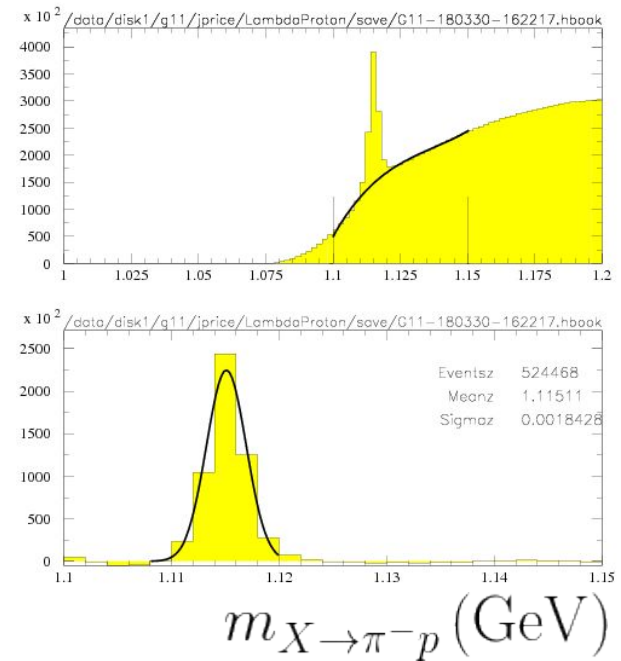 x 10 2 /data/disk1/g11/jprice/LambdaProton/save/G11-180330-162217.hbook
4000
3500
3000
2500
2000
1500
1000
500
0
1 1.025 1.05 1.075 1.1 1.125 1.15 1.175 1.2
x 10 2 /data/disk1/g11/jprice/LambdaProton/save/G11-180330-162217.hbook
2500
2000
1500
1000
500
0
Eventsz 524468
Meanz 1.11511
Sigmaz 0.0018428
1.1 1.11 1.12 1.13 1.14 1.15
m X→π−p (GeV)